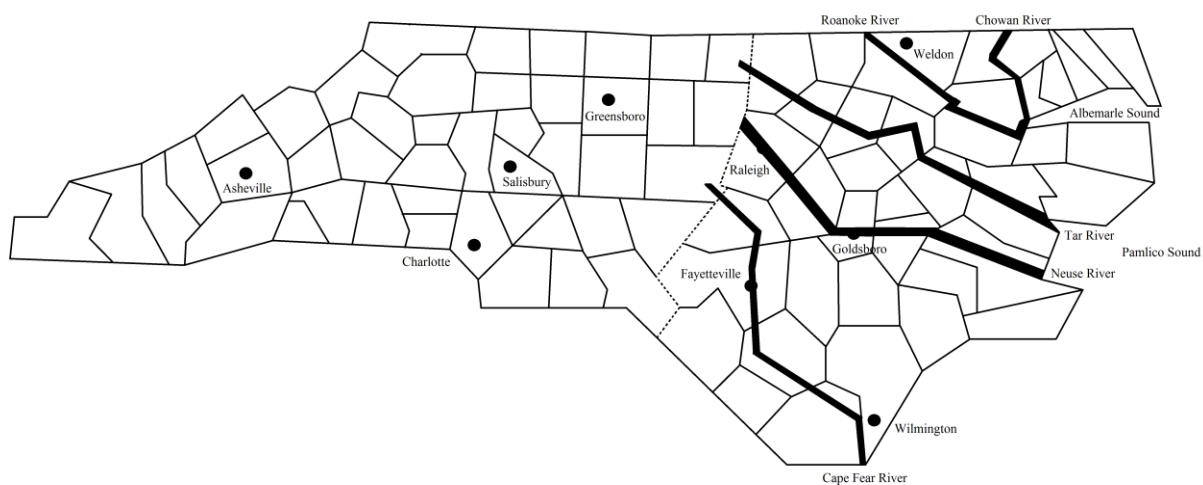 Roanoke River
Chowan River
Weldon
Greensboro
Albemarle Sound
Raleigh
Asheville
Salisbury
Tar River
Goldsboro
Pamlico Sound
Charlotte
Fayetteville
Neuse River
Wilmington
Cape Fear River